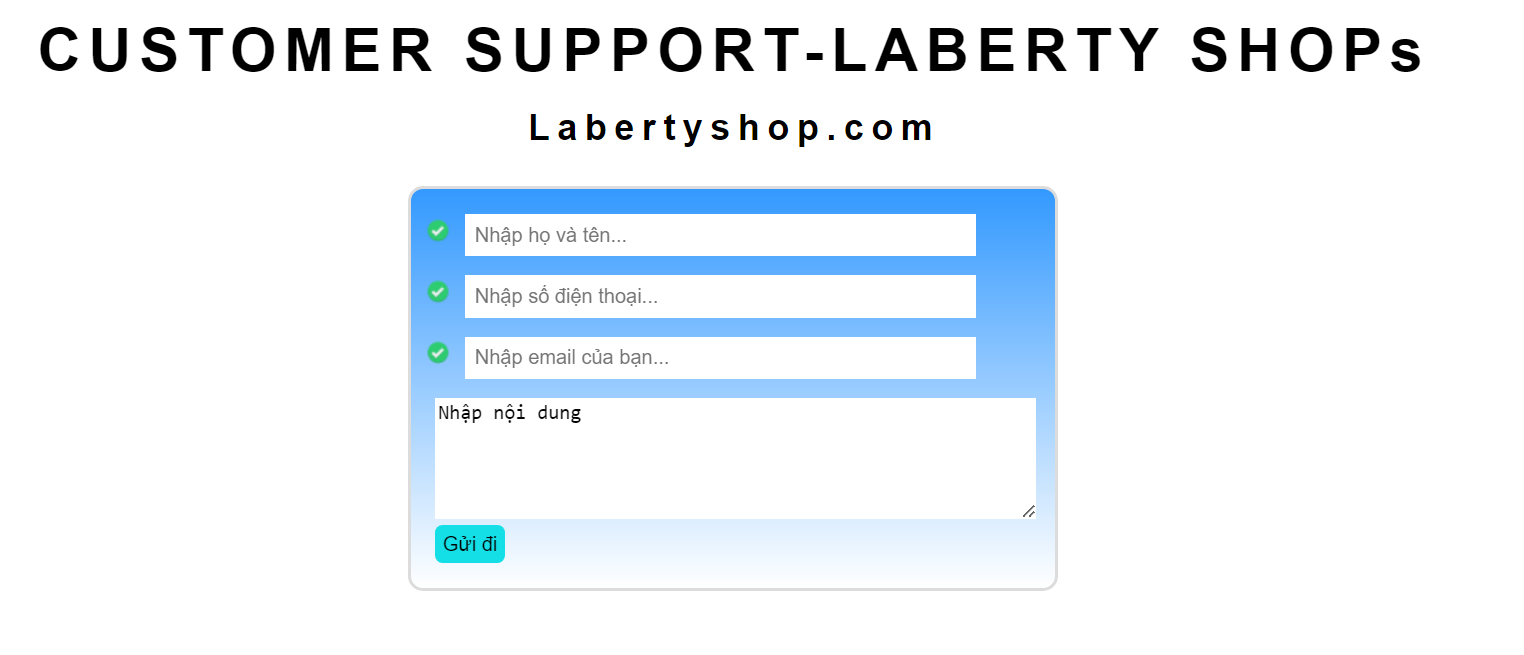 CUSTOMER SUPPORT-LABERTY SHOPs
Labertyshop.com
Nhập họ và tên...
Nhập số điện thoại...
Nhập email của bạn...
Nhập nội dung
Gửi đi